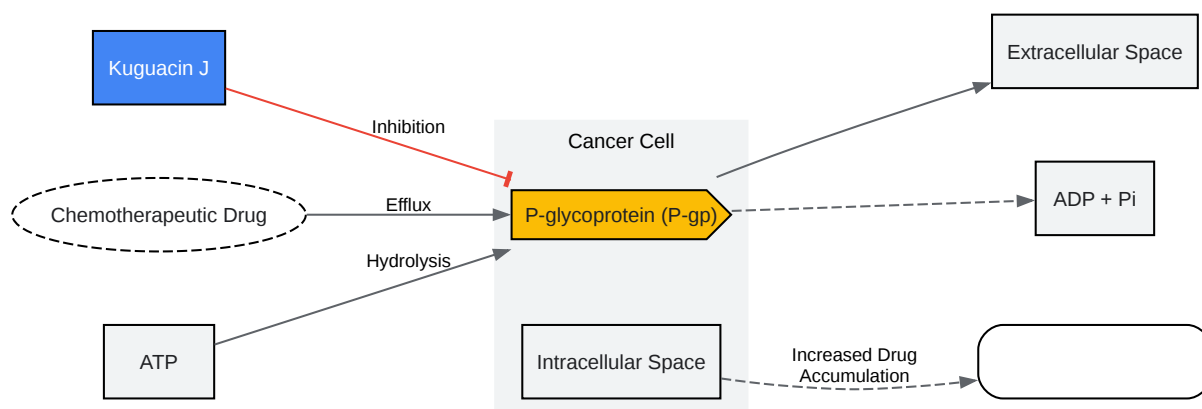 Kuguacin J
Extracellular Space
Inhibition
Cancer Cell
Chemotherapeutic Drug
Efflux
P-glycoprotein (P-gp)
ADP + Pi
Hydrolysis
ATP
Intracellular Space
Increased Drug
Accumulation